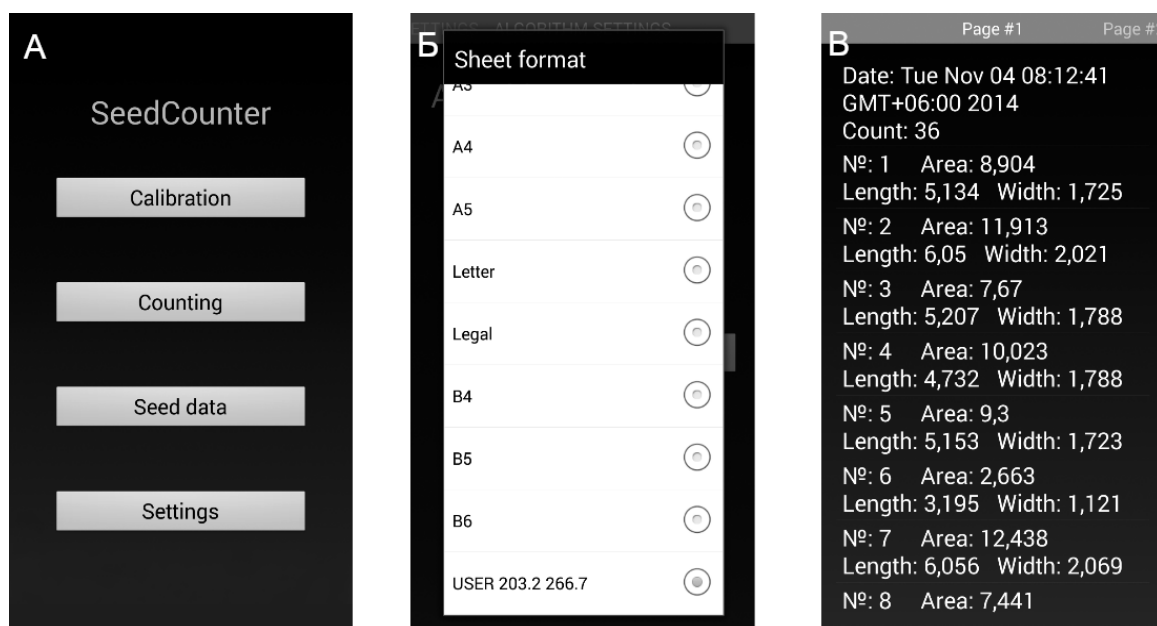 А
SeedCounter
Calibration
Counting
Seed data
Settings
Б
SETTINGS ALGORITHM SETTINGS
Sheet format
A3
A4
A5
Letter
Legal
B4
B5
B6
USER 203.2 266.7
В
Page #1 Page #
Date: Tue Nov 04 08:12:41
GMT+06:00 2014
Count: 36
Nº: 1 Area: 8,904
Length: 5,134 Width: 1,725
Nº: 2 Area: 11,913
Length: 6,05 Width: 2,021
Nº: 3 Area: 7,67
Length: 5,207 Width: 1,788
Nº: 4 Area: 10,023
Length: 4,732 Width: 1,788
Nº: 5 Area: 9,3
Length: 5,153 Width: 1,723
Nº: 6 Area: 2,663
Length: 3,195 Width: 1,121
Nº: 7 Area: 12,438
Length: 6,056 Width: 2,069
Nº: 8 Area: 7,441